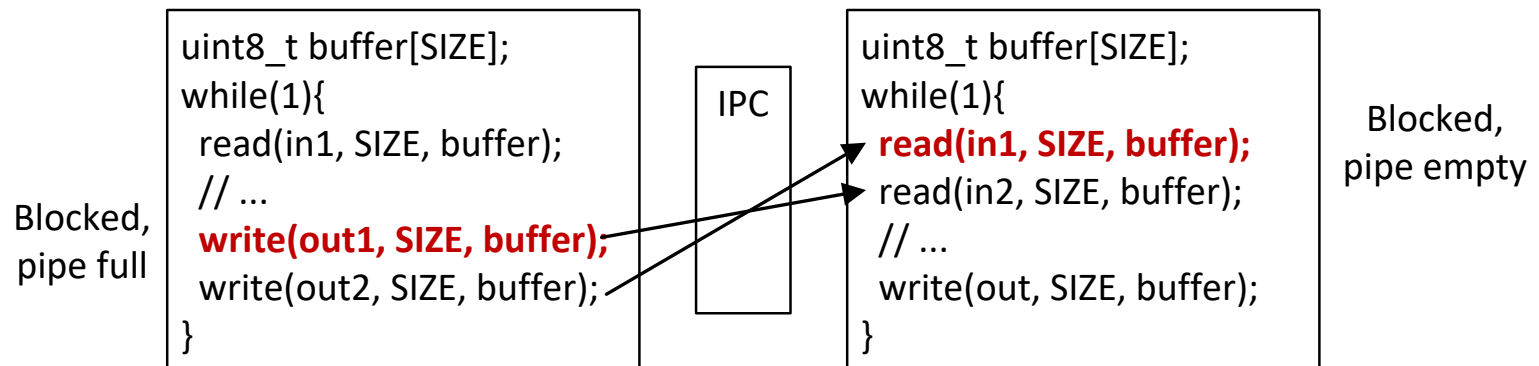 Blocked,
pipe full
uint8_t buffer[SIZE];
while(1){
read(in1, SIZE, buffer);
// ...
write(out1, SIZE, buffer);
write(out2, SIZE, buffer);
}
IPC
uint8_t buffer[SIZE];
while(1){
read(in1, SIZE, buffer);
read(in2, SIZE, buffer);
// ...
write(out, SIZE, buffer);
}
Blocked,
pipe empty